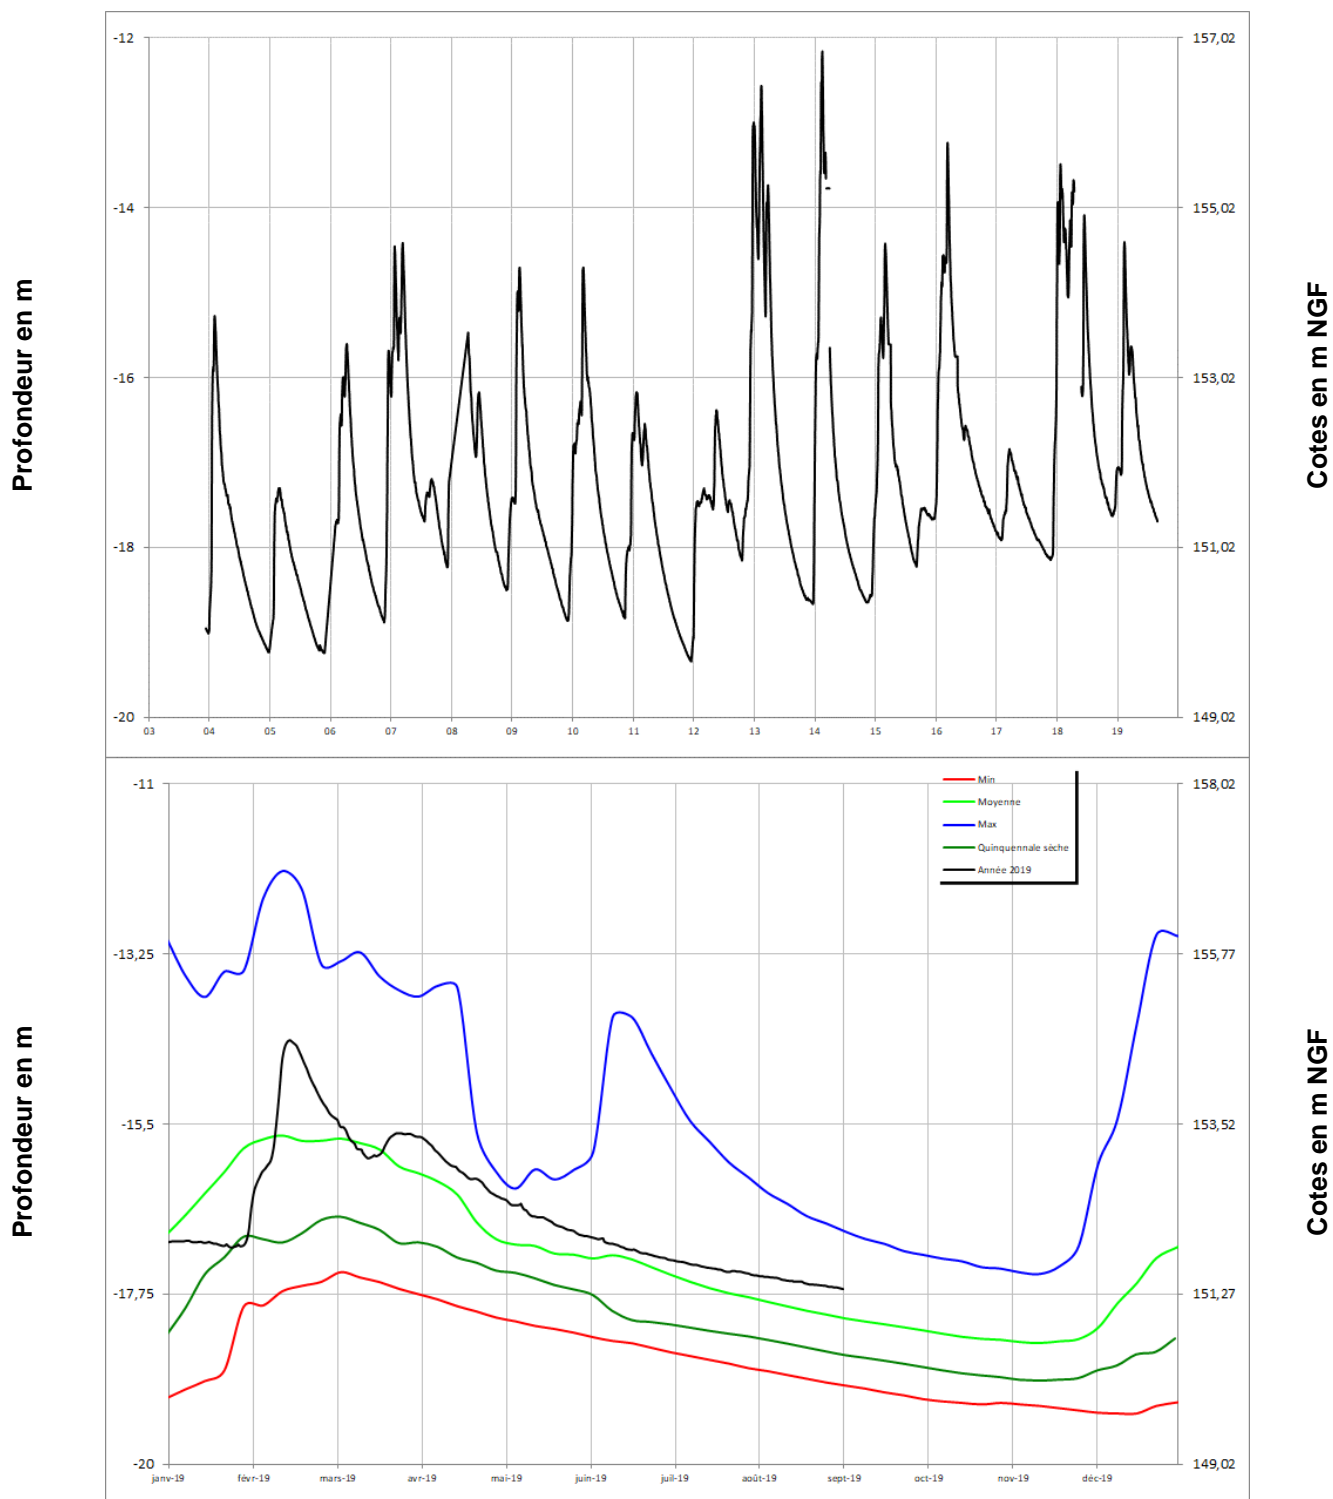 -12
157,02
-14
155,02
-16
153,02
-18
151,02
-20
149,02
03 04 05 06 07 08 09 10 11 12 13 14 15 16 17 18 19
Profondeur en m
Cotes en m NGF
-11
158,02
Min
Moyenne
Max
Quinquennale sèche
Année 2019
-13,25
155,77
-15,5
153,52
-17,75
151,27
-20
149,02
janv-19 févr-19 mars-19 avr-19 mai-19 juin-19 juil-19 août-19 sept-19 oct-19 nov-19 déc-19
Profondeur en m
Cotes en m NGF